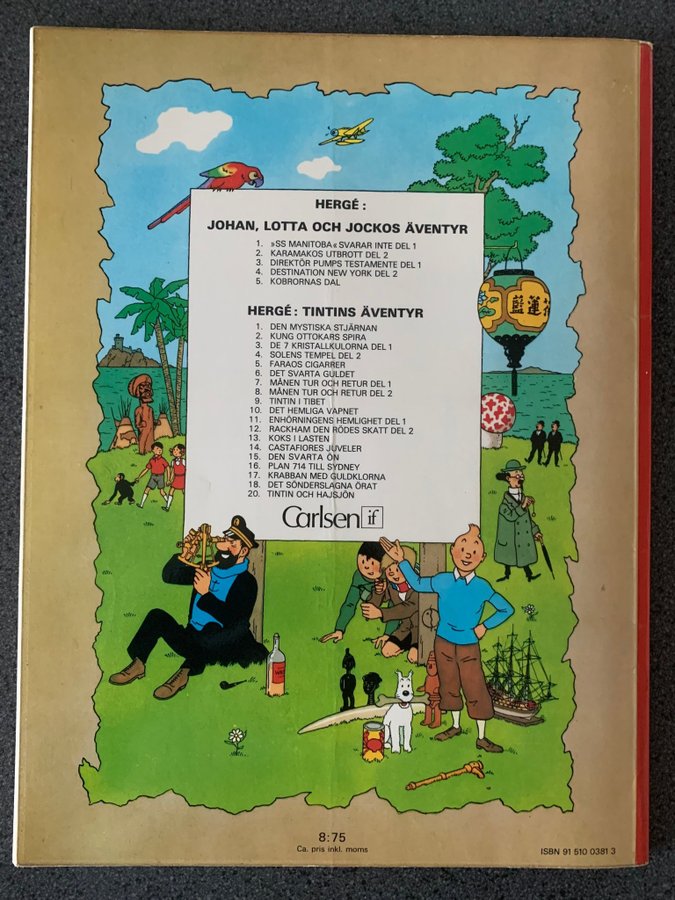 HERGÉ :
JOHAN, LOTTA OCH JOCKOS ÄVENTYR
1. »SS MANITOBA« SVARAR INTE DEL 1
2. KARAMAKOS UTBROTT DEL 2
3. DIREKTÖR PUMPS TESTAMENTE DEL 1
4. DESTINATION NEW YORK DEL 2
5. KOBRORNAS DAL
HERGÉ : TINTINS ÄVENTYR
1. DEN MYSTISKA STJÄRNAN
2. KUNG OTTOKARS SPIRA
3. DE 7 KRISTALLKULORNA DEL 1
4. SOLENS TEMPEL DEL 2
5. FARAOS CIGARRER
6. DET SVARTA GULDET
7. MÅNEN TUR OCH RETUR DEL 1
8. MÅNEN TUR OCH RETUR DEL 2
9. TINTIN I TIBET
10. DET HEMLIGA VAPNET
11. ENHÖRNINGENS HEMLIGHET DEL 1
12. RACKHAM DEN RÖDES SKATT DEL 2
13. KOKS I LASTEN
14. CASTAFIORES JUVELER
15. DEN SVARTA ÖN
16. PLAN 714 TILL SYDNEY
17. KRABBAN MED GULDKLORNA
18. DET SÖNDERSLAGNA ÖRAT
20. TINTIN OCH HAJSJÖN
Carlsen if
8:75
Ca. pris inkl. moms
ISBN 91 510 0381 3